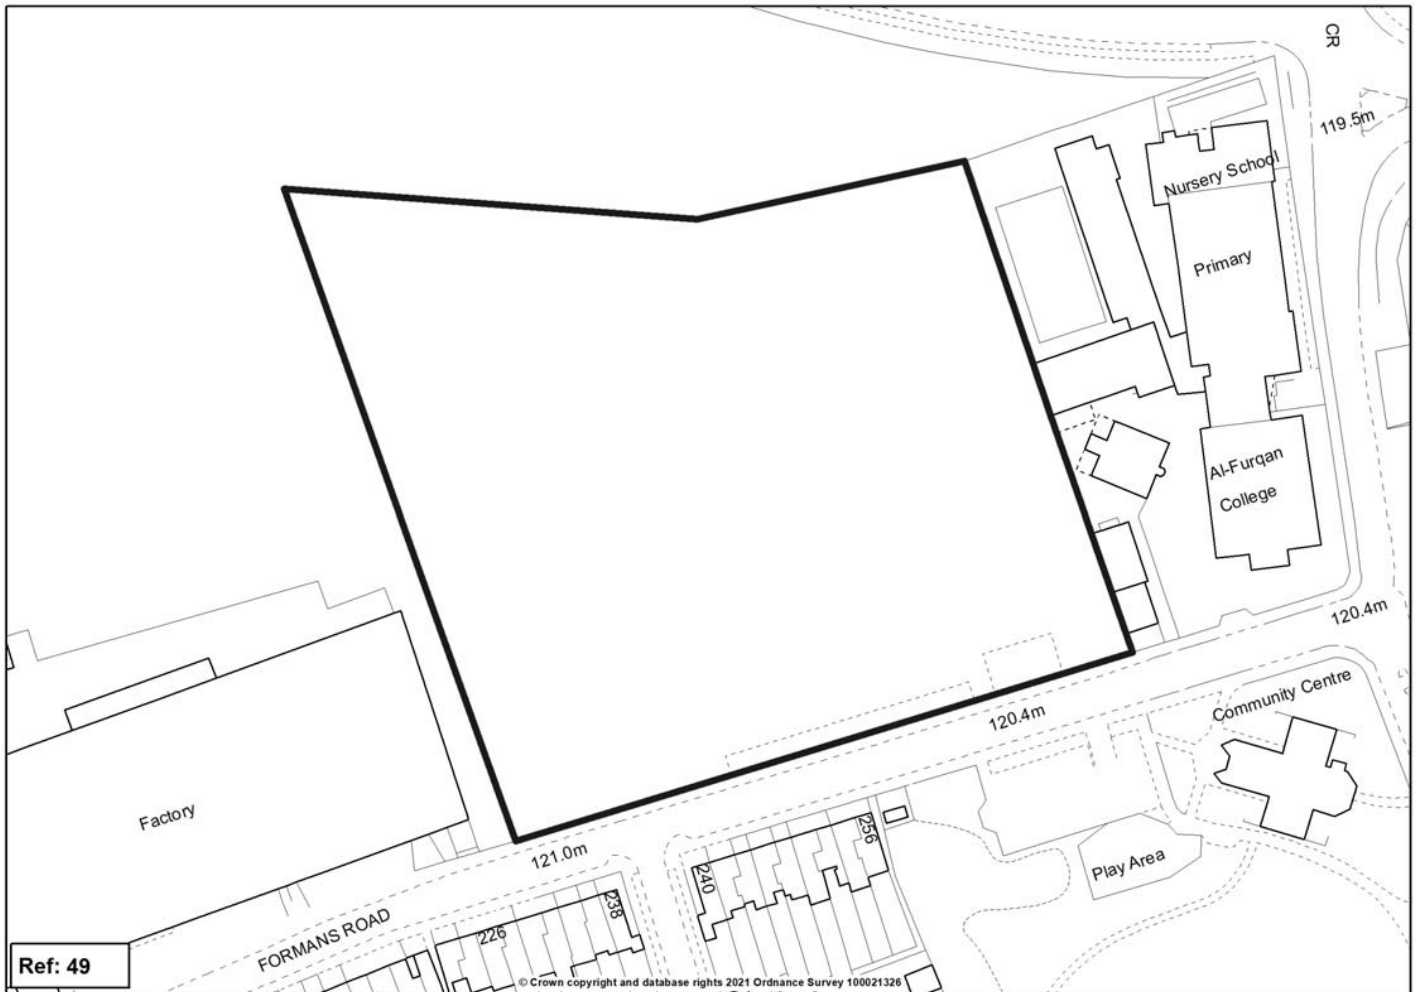 CR
119.5m
Nursery School
Primary
Al-Furqan
College
120.4m
Community Centre
120.4m
Factory
121.0m
256
240
Play Area
238
226
FORMANS ROAD
Ref: 49
© Crown copyright and database rights 2021 Ordnance Survey 100021326